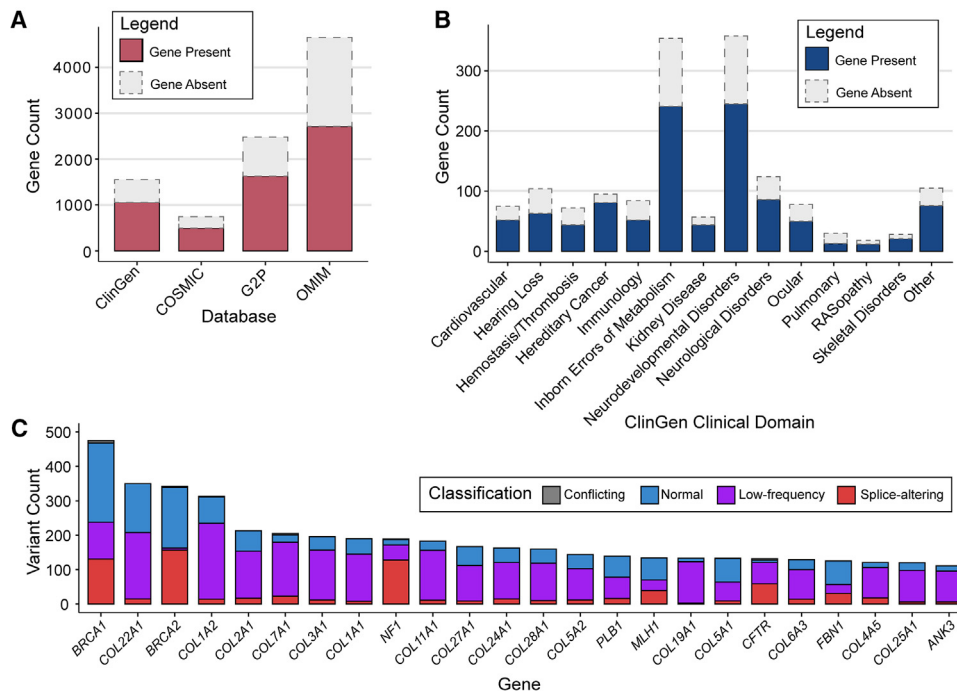 A
Legend
Gene Present
Gene Absent
Gene Count
4000
3000
2000
1000
0
ClinGen
COSMIC
G2P
OMIM
Database
B
Legend
Gene Present
Gene Absent
Gene Count
300
200
100
0
Cardiovascular
Hearing Loss
Hemostasis/Thrombosis
Hereditary Cancer
Immunology
Inborn Errors of Metabolism
Kidney Disease
Neurodevelopmental Disorders
Neurological Disorders
Ocular
Pulmonary
RASopathy
Skeletal Disorders
Other
ClinGen Clinical Domain
C
Variant Count
500
400
300
200
100
0
Classification
Conflicting
Normal
Low-frequency
Splice-altering
BRCA1
COL22A1
BRCA2
COL1A2
COL2A1
COL7A1
COL3A1
COL1A1
NF1
COL11A1
COL27A1
COL24A1
COL28A1
COL5A2
PLB1
MLH1
COL19A1
COL5A1
CFTR
COL6A3
FBN1
COL4A5
COL25A1
ANK3
Gene